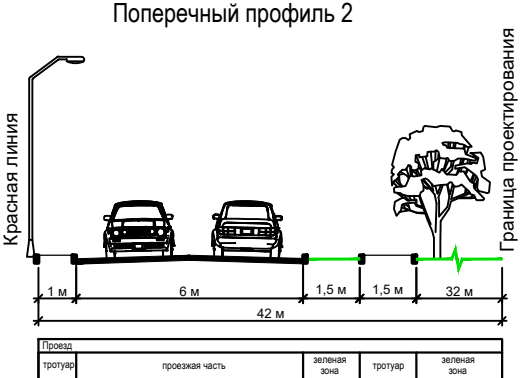 Поперечный профиль 2
Красная линия
Граница проектирования
1 м
6 м
1,5 м
1,5 м
32 м
42 м
Проезд
тротуар
проезжая часть
зеленая
зона
тротуар
зеленая
зона